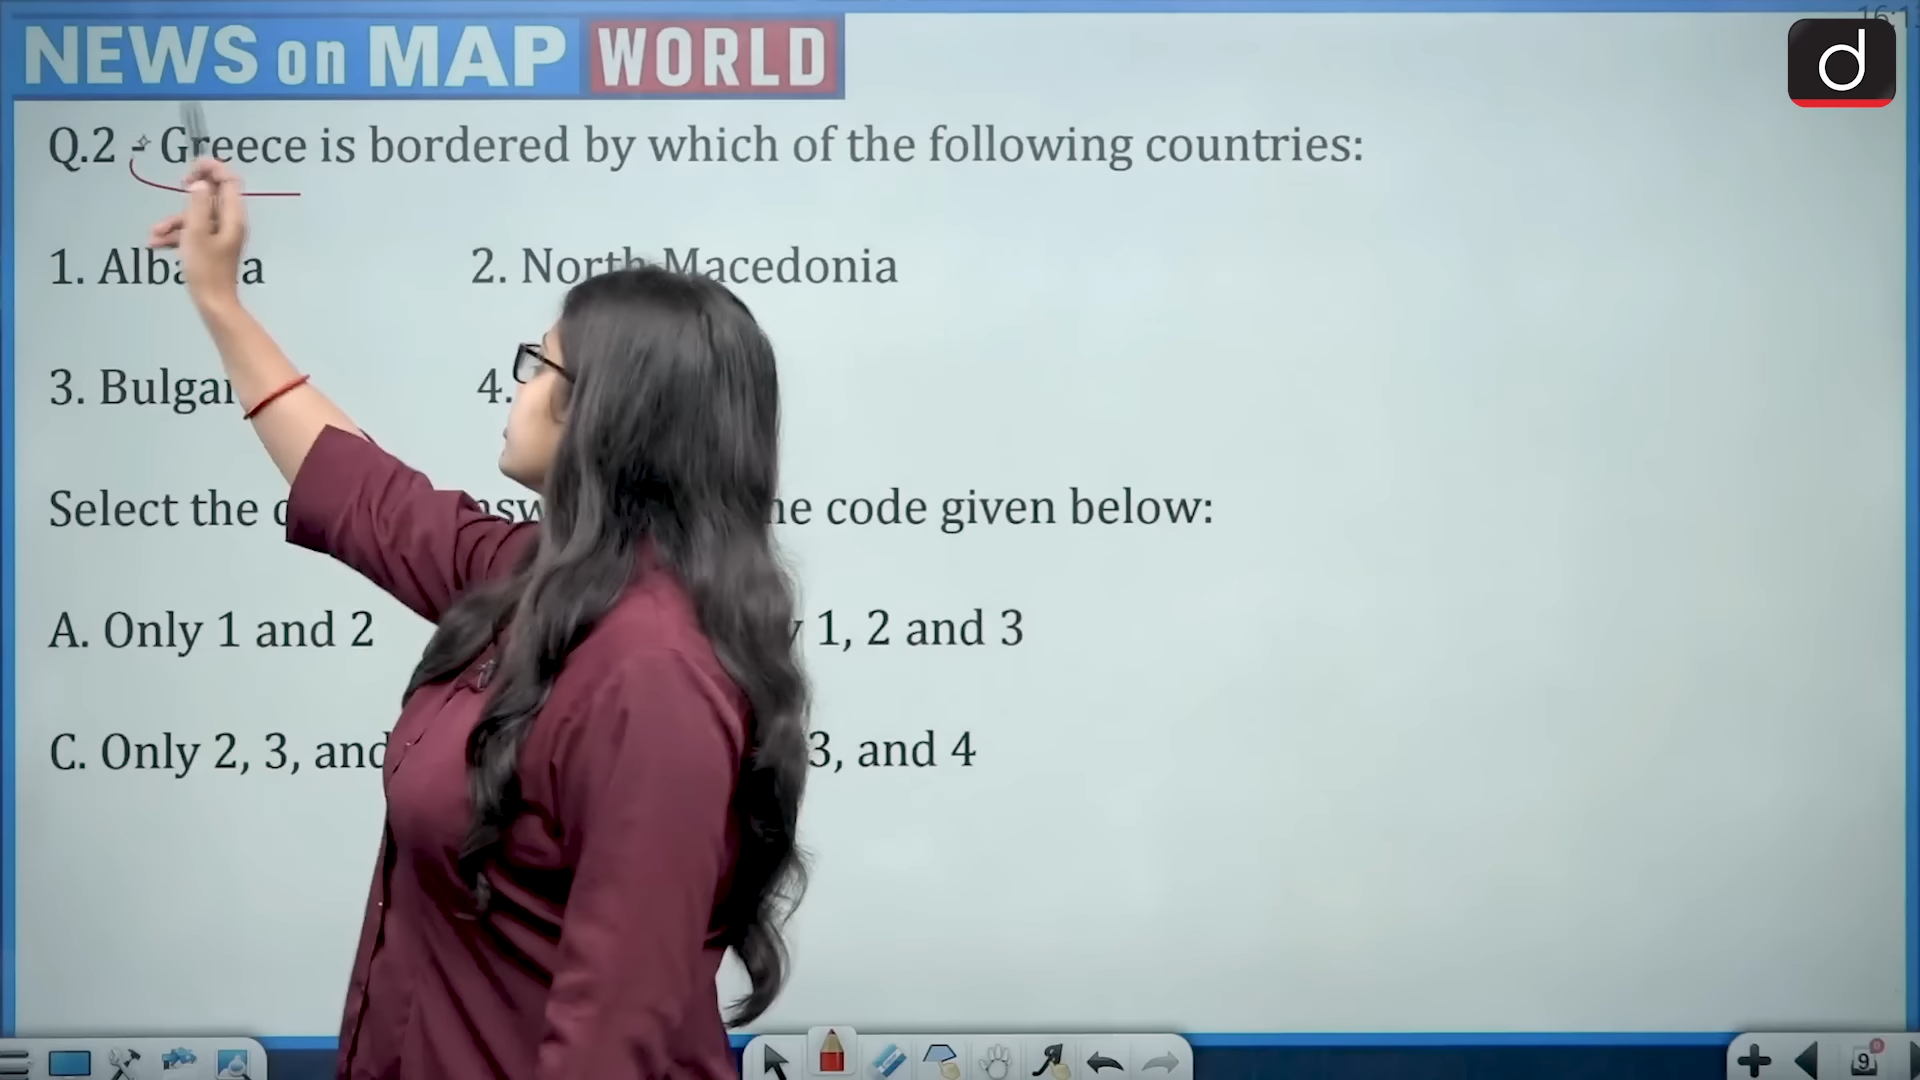 NEWS on MAP WORLD
Q.2 - Greece is bordered by which of the following countries:
1. 2. North Macedonia
3. 4.
Select the code given below:
A. Only 1 and 2 1, 2 and 3
C. Only 2, 3, and 3, and 4
9